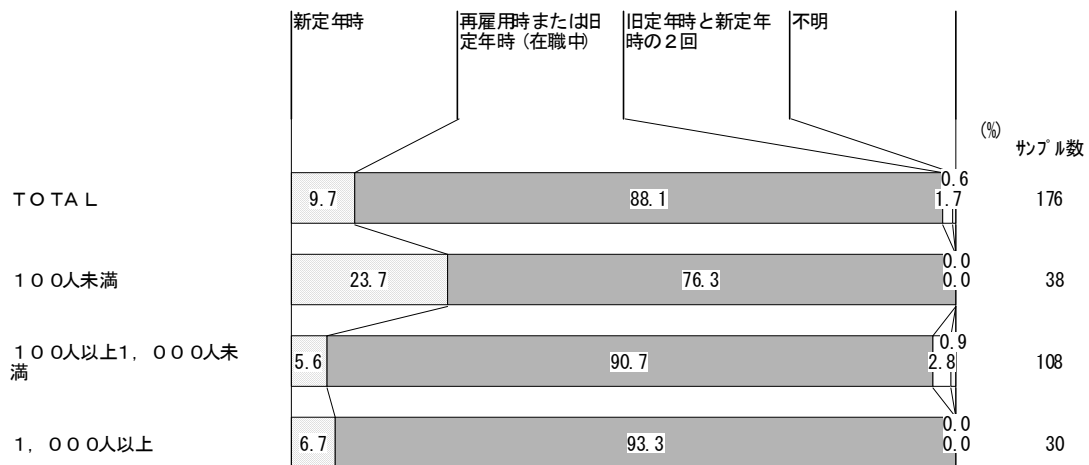 新定年時
再雇用時または旧定年時（在職中）
旧定年時と新定年時の２回
不明
(%)
サンプル数
ＴＯＴＡＬ
9.7
88.1
1.7
0.6
176
１００人未満
23.7
76.3
0.0
0.0
38
１００人以上１，０００人未満
5.6
90.7
2.8
0.9
108
１，０００人以上
6.7
93.3
0.0
0.0
30